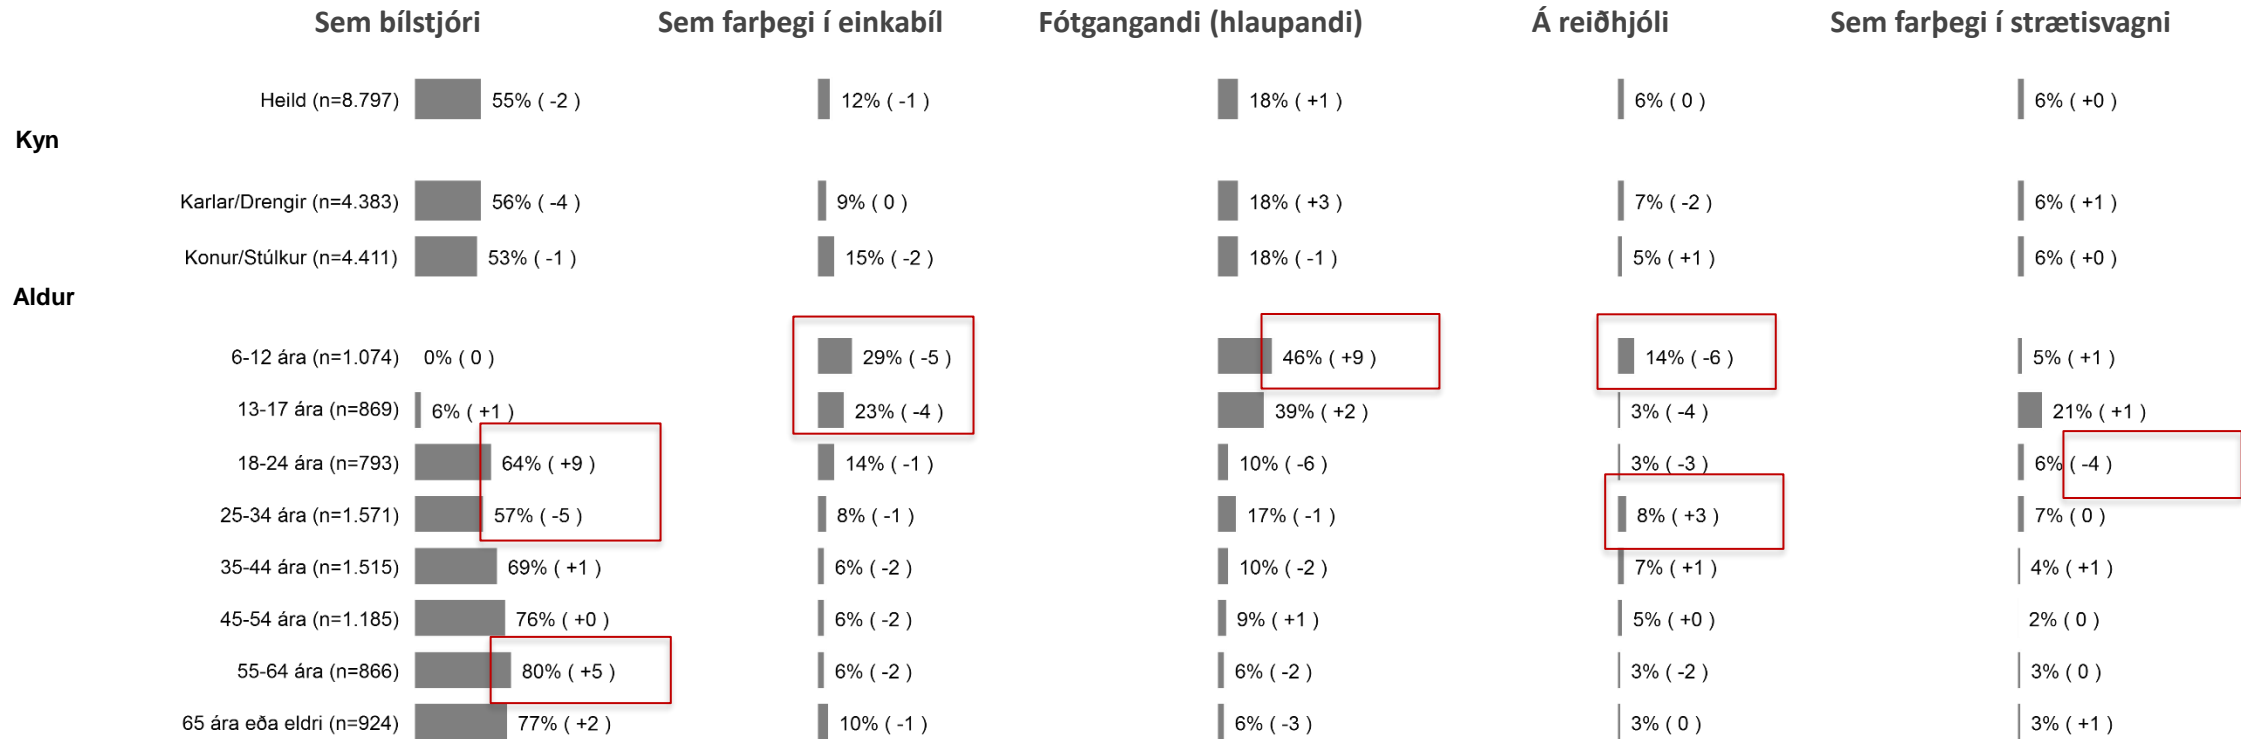 Sem bílstjóri Sem farþegi í einkabíl Fótgangandi (hlaupandi) Á reiðhjóli Sem farþegi í strætisvagni
Heild (n=8.797) 55% ( -2 ) 12% ( -1 ) 18% ( +1 ) 6% ( 0 ) 6% ( +0 )
Kyn
Karlar/Drengir (n=4.383) 56% ( -4 ) 9% ( 0 ) 18% ( +3 ) 7% ( -2 ) 6% ( +1 )
Konur/Stúlkur (n=4.411) 53% ( -1 ) 15% ( -2 ) 18% ( -1 ) 5% ( +1 ) 6% ( +0 )
Aldur
6-12 ára (n=1.074) 0% ( 0 ) 29% ( -5 ) 46% ( +9 ) 14% ( -6 ) 5% ( +1 )
13-17 ára (n=869) 6% ( +1 ) 23% ( -4 ) 39% ( +2 ) 3% ( -4 ) 21% ( +1 )
18-24 ára (n=793) 64% ( +9 ) 14% ( -1 ) 10% ( -6 ) 3% ( -3 ) 6% ( -4 )
25-34 ára (n=1.571) 57% ( -5 ) 8% ( -1 ) 17% ( -1 ) 8% ( +3 ) 7% ( 0 )
35-44 ára (n=1.515) 69% ( +1 ) 6% ( -2 ) 10% ( -2 ) 7% ( +1 ) 4% ( +1 )
45-54 ára (n=1.185) 76% ( +0 ) 6% ( -2 ) 9% ( +1 ) 5% ( +0 ) 2% ( 0 )
55-64 ára (n=866) 80% ( +5 ) 6% ( -2 ) 6% ( -2 ) 3% ( -2 ) 3% ( 0 )
65 ára eða eldri (n=924) 77% ( +2 ) 10% ( -1 ) 6% ( -3 ) 3% ( 0 ) 3% ( +1 )